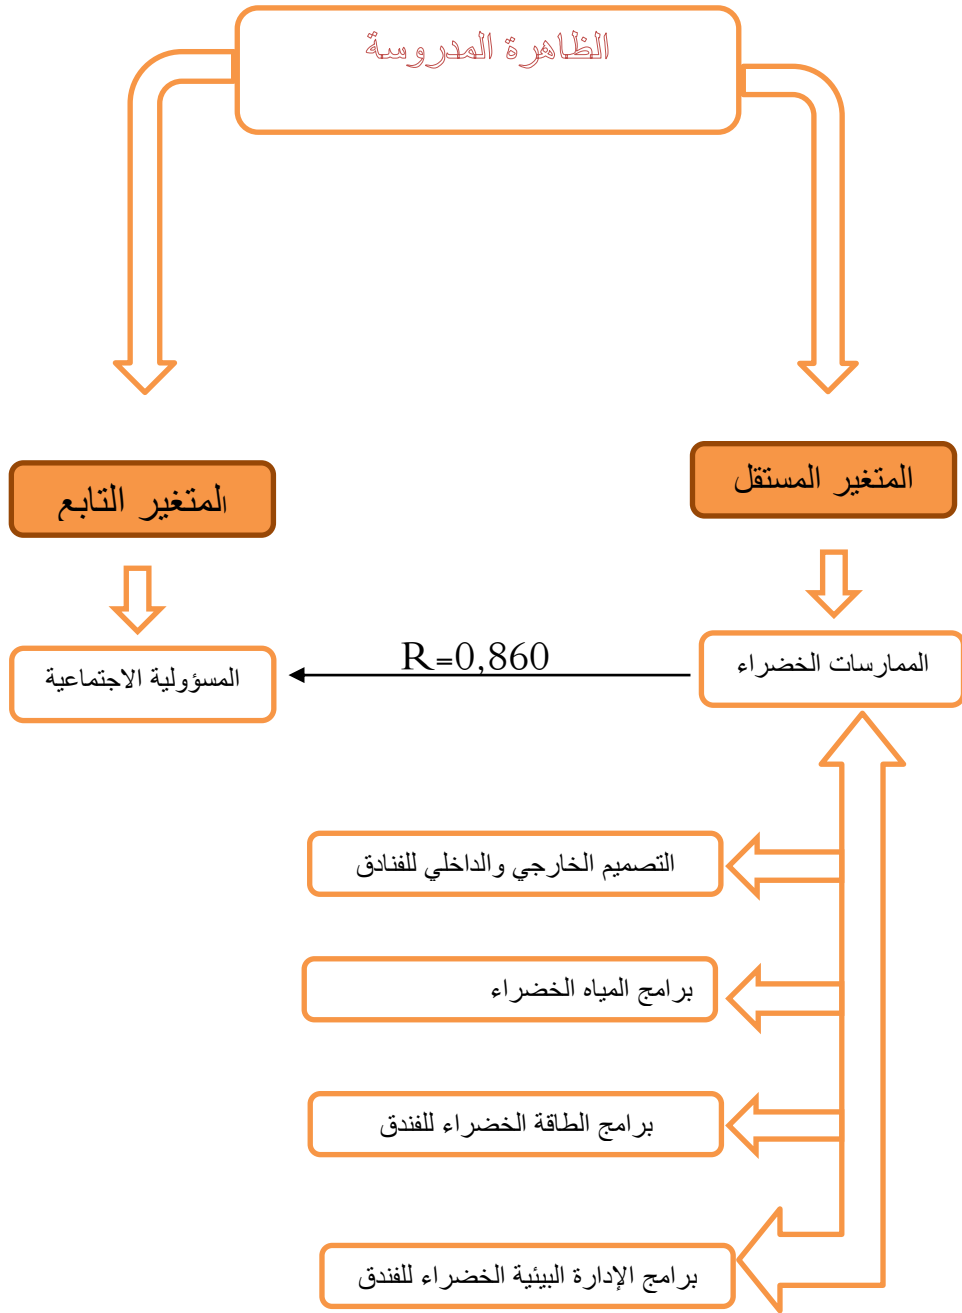 الظاهرة المدروسة
المتغير المستقل
المتغير التابع
الممارسات الخضراء
R=0,860
المسؤولية الاجتماعية
التصميم الخارجي والداخلي للفنادق
برامج المياه الخضراء
برامج الطاقة الخضراء للفندق
برامج الإدارة البيئية الخضراء للفندق